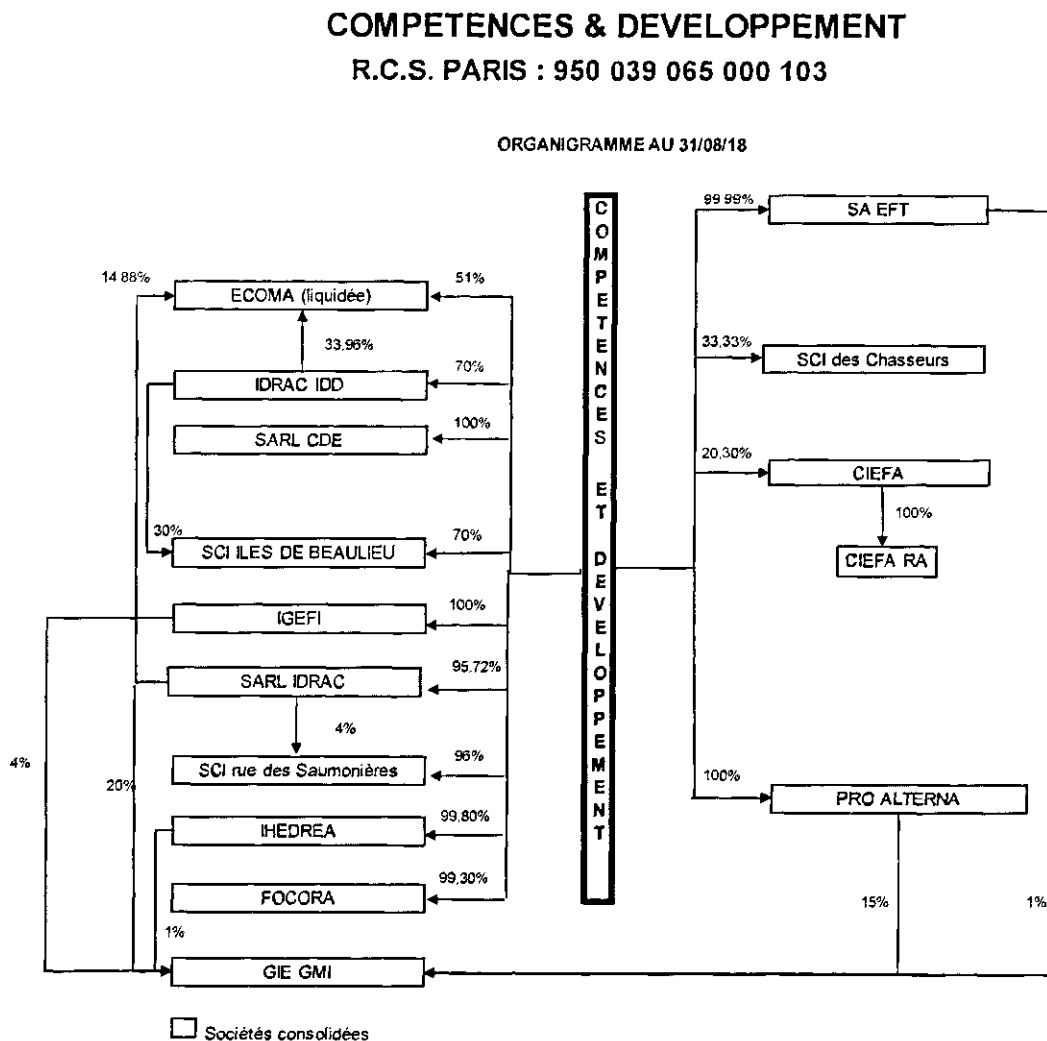 COMPETENCES & DEVELOPPEMENT
R.C.S. PARIS : 950 039 065 000 103
ORGANIGRAMME AU 31/08/18
COMPETENCES ET DEVELOPPEMENT
99.99%
SA EFT
14.88%
ECOMA (liquidée)
51%
33,96%
IDRAC IDD
70%
33,33%
SCI des Chasseurs
SARL CDE
100%
20,30%
CIEFA
100%
CIEFA RA
30%
SCI ILES DE BEAULIEU
70%
IGEFI
100%
SARL IDRAC
95,72%
4%
4%
20%
SCI rue des Saumonières
96%
100%
PRO ALTERNA
IHEDREA
99,80%
FOCORA
99,30%
15%
1%
1%
GIE GMI
Sociétés consolidées